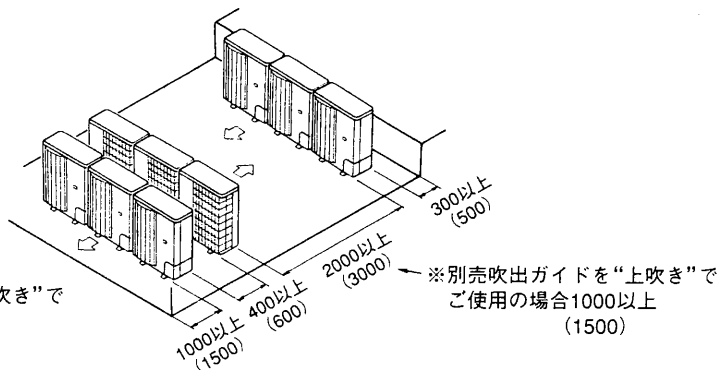 300以上
(500)
2000以上
(3000)
※別売吹出ガイドを“上吹き”で
ご使用の場合1000以上
(1500)
400以上
(600)
1000以上
(1500)
吹き”で